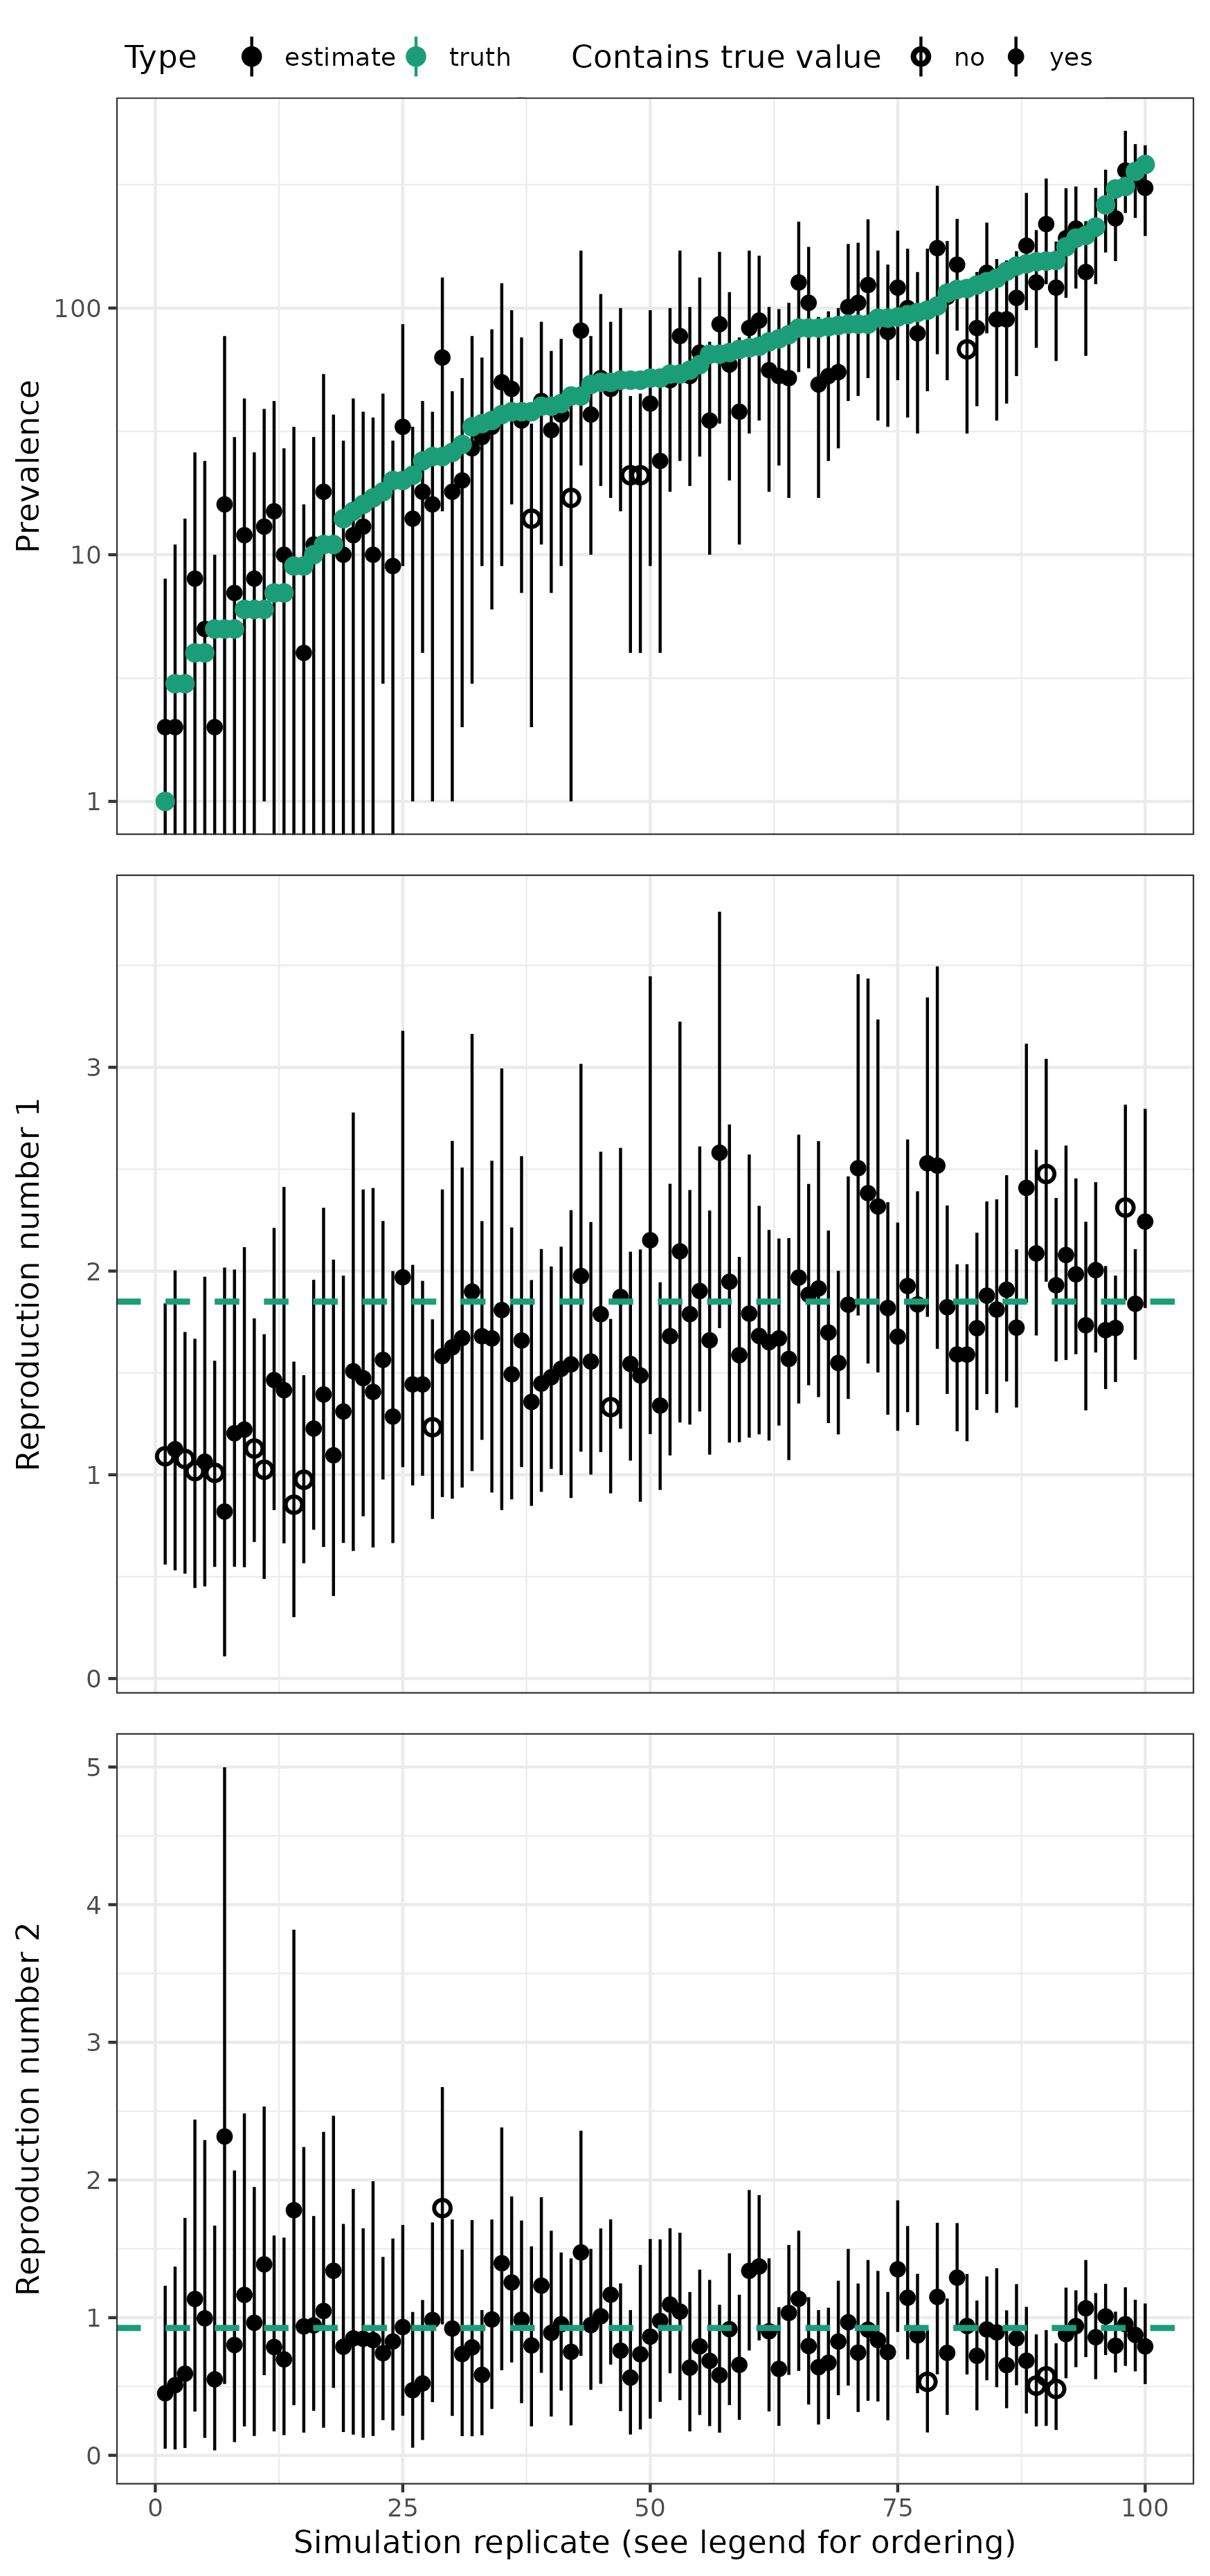 Type estimate truth Contains true value no yes
Prevalence
100
10
1
Reproduction number 1
3
2
1
0
Reproduction number 2
5
4
3
2
1
0
0 25 50 75 100
Simulation replicate (see legend for ordering)